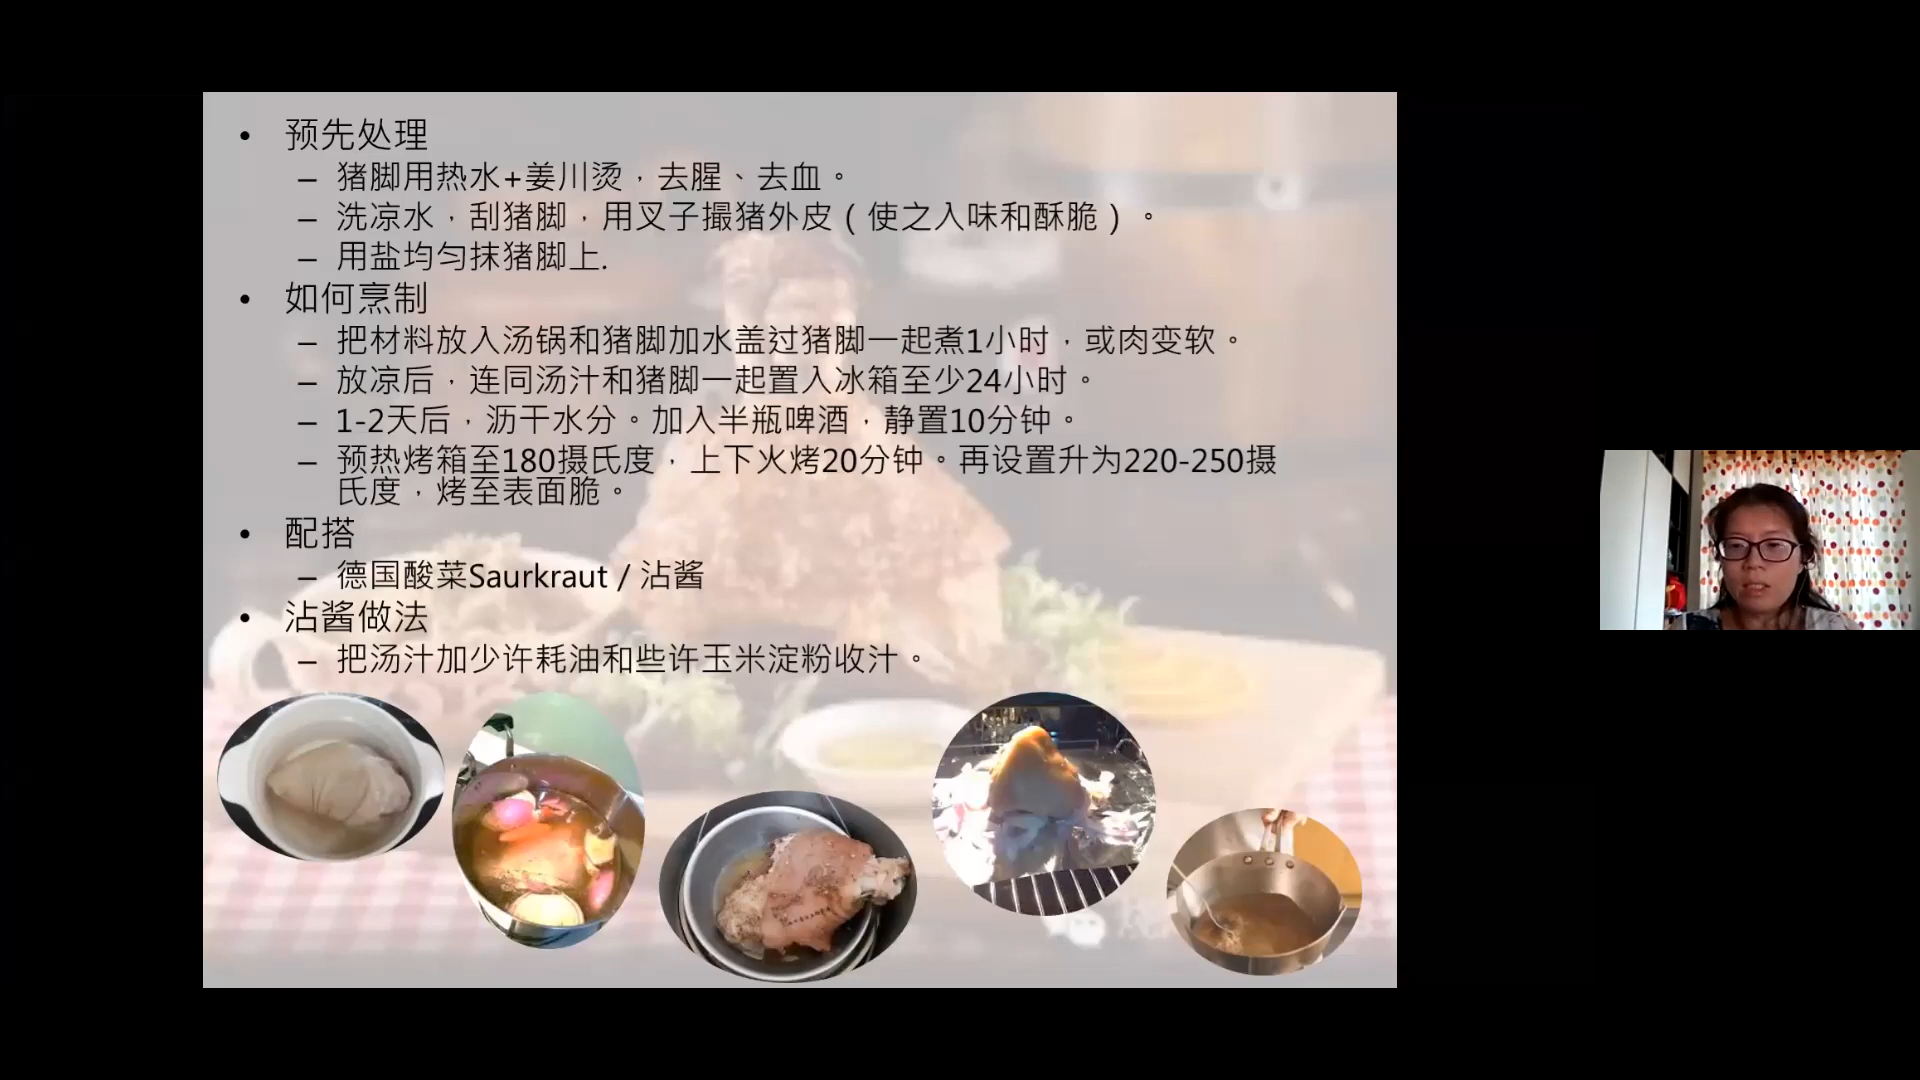 • 预先处理
– 猪脚用热水+姜川烫，去腥、去血。
– 洗凉水，刮猪脚，用叉子撮猪外皮（使之入味和酥脆）。
– 用盐均匀抹猪脚上.
• 如何烹制
– 把材料放入汤锅和猪脚加水盖过猪脚一起煮1小时，或肉变软。
– 放凉后，连同汤汁和猪脚一起置入冰箱至少24小时。
– 1-2天后，沥干水分。加入半瓶啤酒，静置10分钟。
– 预热烤箱至180摄氏度，上下火烤20分钟。再设置升为220-250摄
氏度，烤至表面脆。
• 配搭
– 德国酸菜Saurkraut / 沾酱
• 沾酱做法
– 把汤汁加少许耗油和些许玉米淀粉收汁。